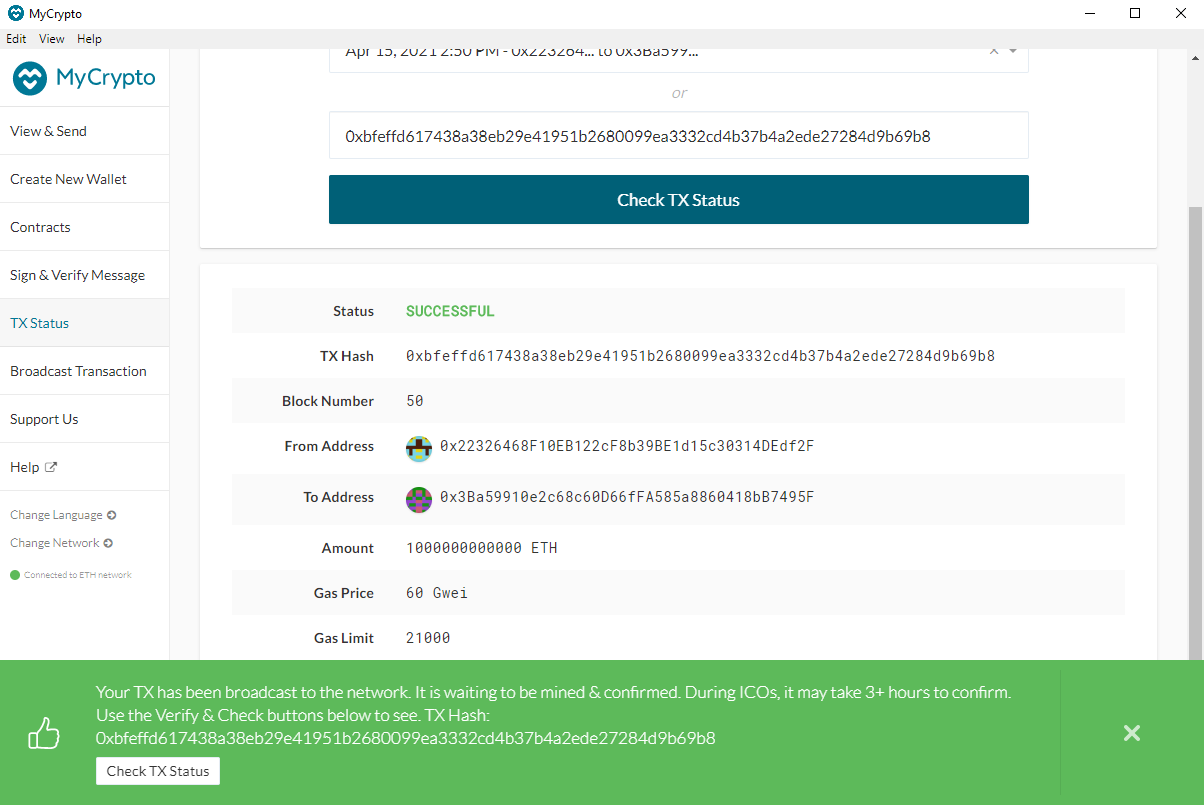 MyCrypto
Edit View Help
MyCrypto
View & Send
Create New Wallet
Contracts
Sign & Verify Message
TX Status
Broadcast Transaction
Support Us
Help
Change Language
Change Network
Connected to ETH network
Apr 15, 2021 2:50 PM - 0x223264... to 0x3Ba599...
or
0xbfeffd617438a38eb29e41951b2680099ea3332cd4b37b4a2ede27284d9b69b8
Check TX Status
Status SUCCESSFUL
TX Hash 0xbfeffd617438a38eb29e41951b2680099ea3332cd4b37b4a2ede27284d9b69b8
Block Number 50
From Address 0x22326468F10EB122cF8b39BE1d15c30314DEdf2F
To Address 0x3Ba59910e2c68c60D66fFA585a8860418bB7495F
Amount 1000000000000 ETH
Gas Price 60 Gwei
Gas Limit 21000
Your TX has been broadcast to the network. It is waiting to be mined & confirmed. During ICOs, it may take 3+ hours to confirm.
Use the Verify & Check buttons below to see. TX Hash:
0xbfeffd617438a38eb29e41951b2680099ea3332cd4b37b4a2ede27284d9b69b8
Check TX Status